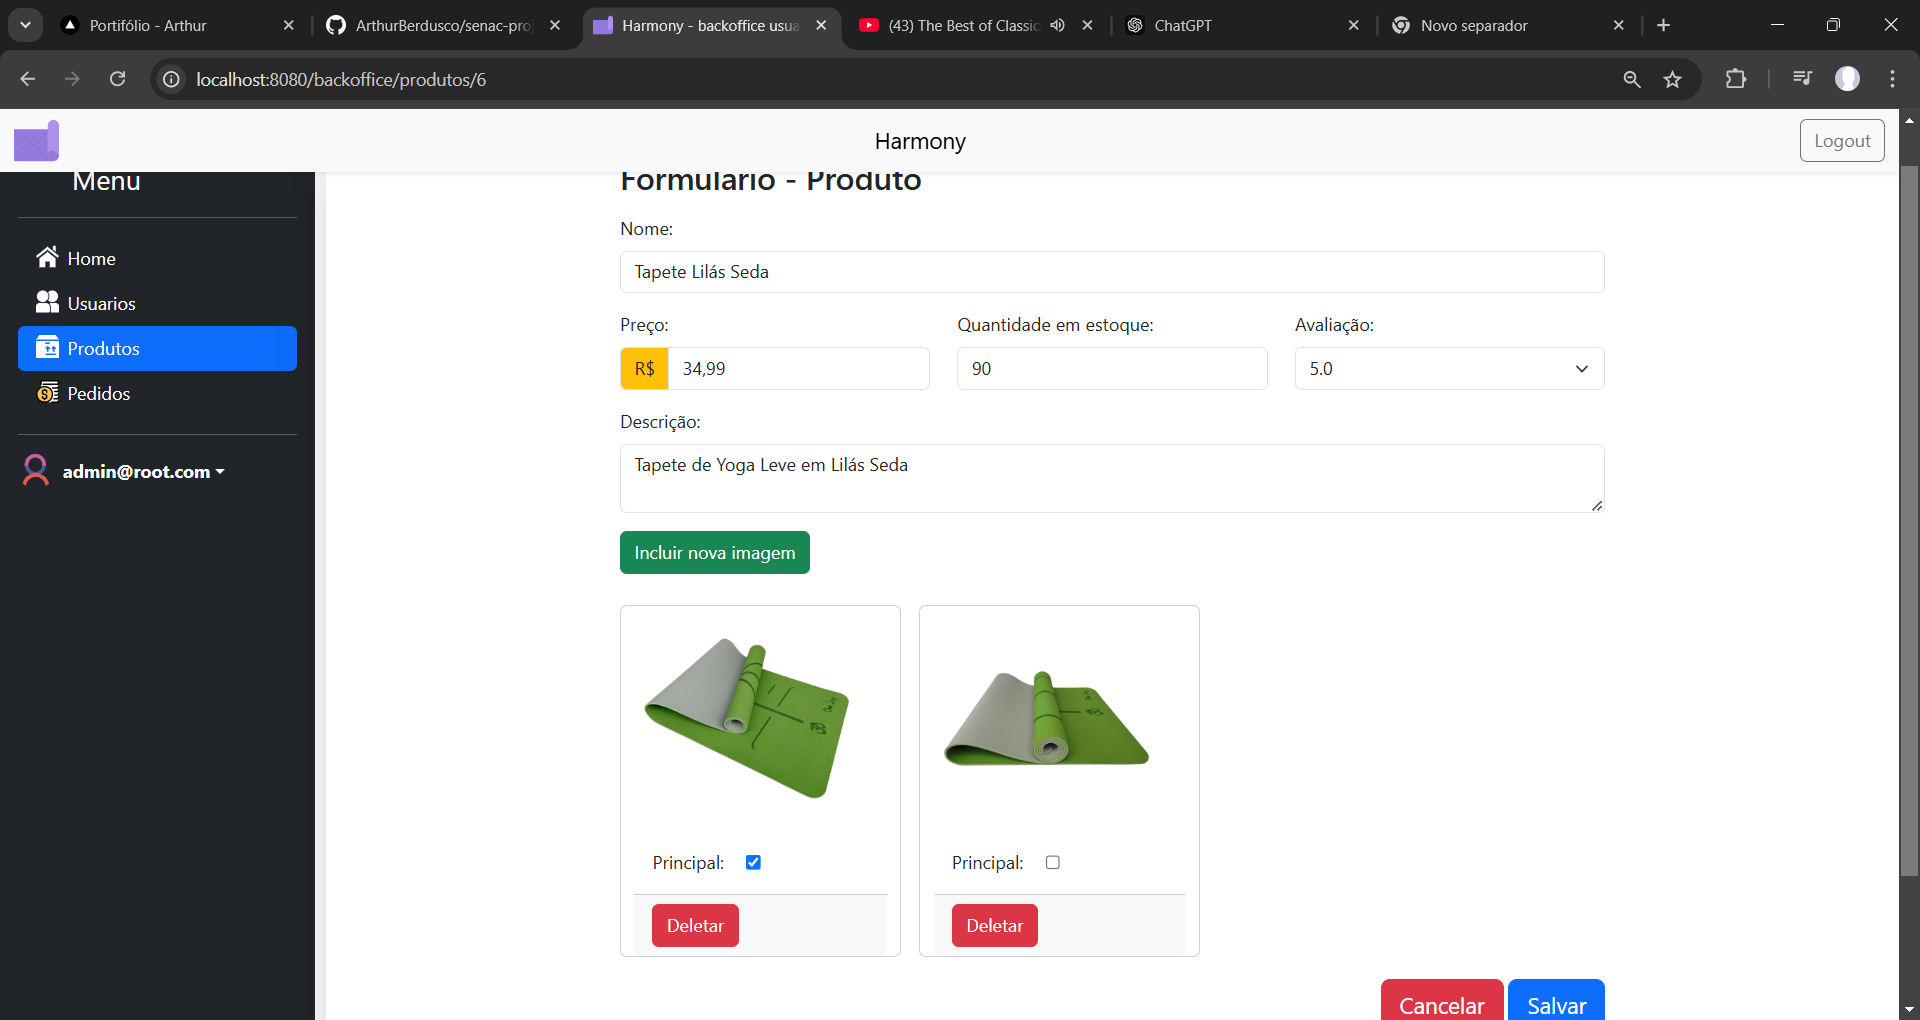 Portifólio - Arthur
ArthurBerdusco/senac-pro
Harmony - backoffice usua
(43) The Best of Classic
ChatGPT
Novo separador
localhost:8080/backoffice/produtos/6
Harmony
Logout
Menu
Home
Usuarios
Produtos
Pedidos
admin@root.com
Formulário - Produto
Nome:
Tapete Lilás Seda
Preço:
Quantidade em estoque:
Avaliação:
R$ 34,99
90
5.0
Descrição:
Tapete de Yoga Leve em Lilás Seda
Incluir nova imagem
Principal:
Principal:
Deletar
Deletar
Cancelar
Salvar